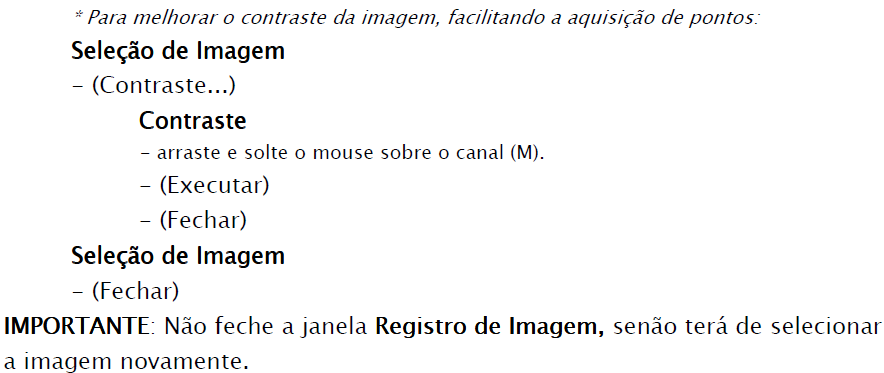 * Para melhorar o contraste da imagem, facilitando a aquisição de pontos:
Seleção de Imagem
- (Contraste...)
Contraste
- arraste e solte o mouse sobre o canal (M).
- (Executar)
- (Fechar)
Seleção de Imagem
- (Fechar)
IMPORTANTE: Não feche a janela Registro de Imagem, senão terá de selecionar
a imagem novamente.